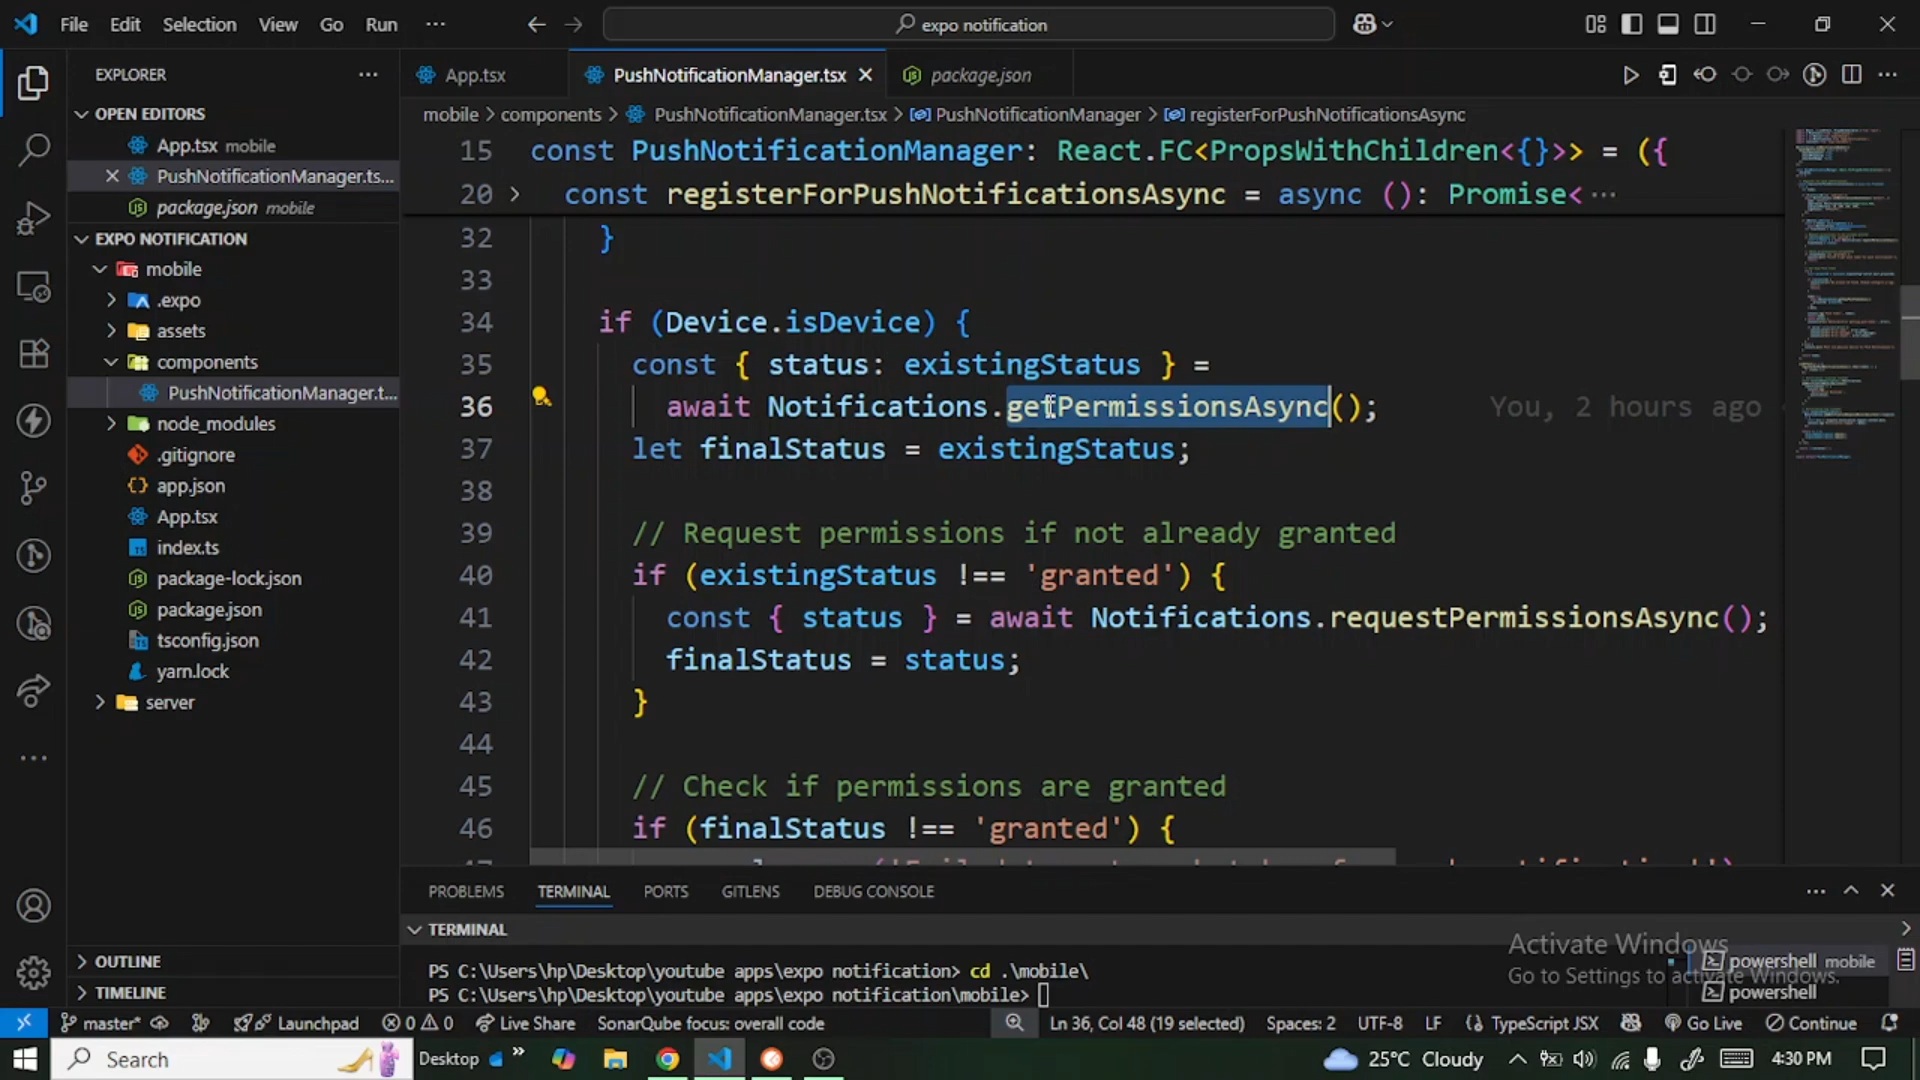 File Edit Selection View Go Run ···
expo notification
EXPLORER
OPEN EDITORS
App.tsx mobile
PushNotificationManager.ts...
package.json mobile
EXPO NOTIFICATION
mobile
.expo
assets
components
PushNotificationManager.t...
node_modules
.gitignore
app.json
App.tsx
index.ts
package-lock.json
package.json
tsconfig.json
yarn.lock
server
OUTLINE
TIMELINE
App.tsx PushNotificationManager.tsx package.json
mobile > components > PushNotificationManager.tsx > PushNotificationManager > registerForPushNotificationsAsync
15 const PushNotificationManager: React.FC<PropsWithChildren<{}>> = ({
20 const registerForPushNotificationsAsync = async (): Promise< ···
32 }
33
34 if (Device.isDevice) {
35 const { status: existingStatus } =
36 await Notifications.getPermissionsAsync(); You, 2 hours ago
37 let finalStatus = existingStatus;
38
39 // Request permissions if not already granted
40 if (existingStatus !== 'granted') {
41 const { status } = await Notifications.requestPermissionsAsync();
42 finalStatus = status;
43 }
44
45 // Check if permissions are granted
46 if (finalStatus !== 'granted') {
PROBLEMS TERMINAL PORTS GITLENS DEBUG CONSOLE
TERMINAL
PS C:\Users\hp\Desktop\youtube apps\expo notification> cd .\mobile\
PS C:\Users\hp\Desktop\youtube apps\expo notification\mobile>
powershell mobile
powershell
Activate Windows
Go to Settings to activate Windows.
master* Launchpad 0 0 Live Share SonarQube focus: overall code Ln 36, Col 48 (19 selected) Spaces: 2 UTF-8 LF TypeScript JSX Go Live Continue
Search Desktop 25°C Cloudy 4:30 PM